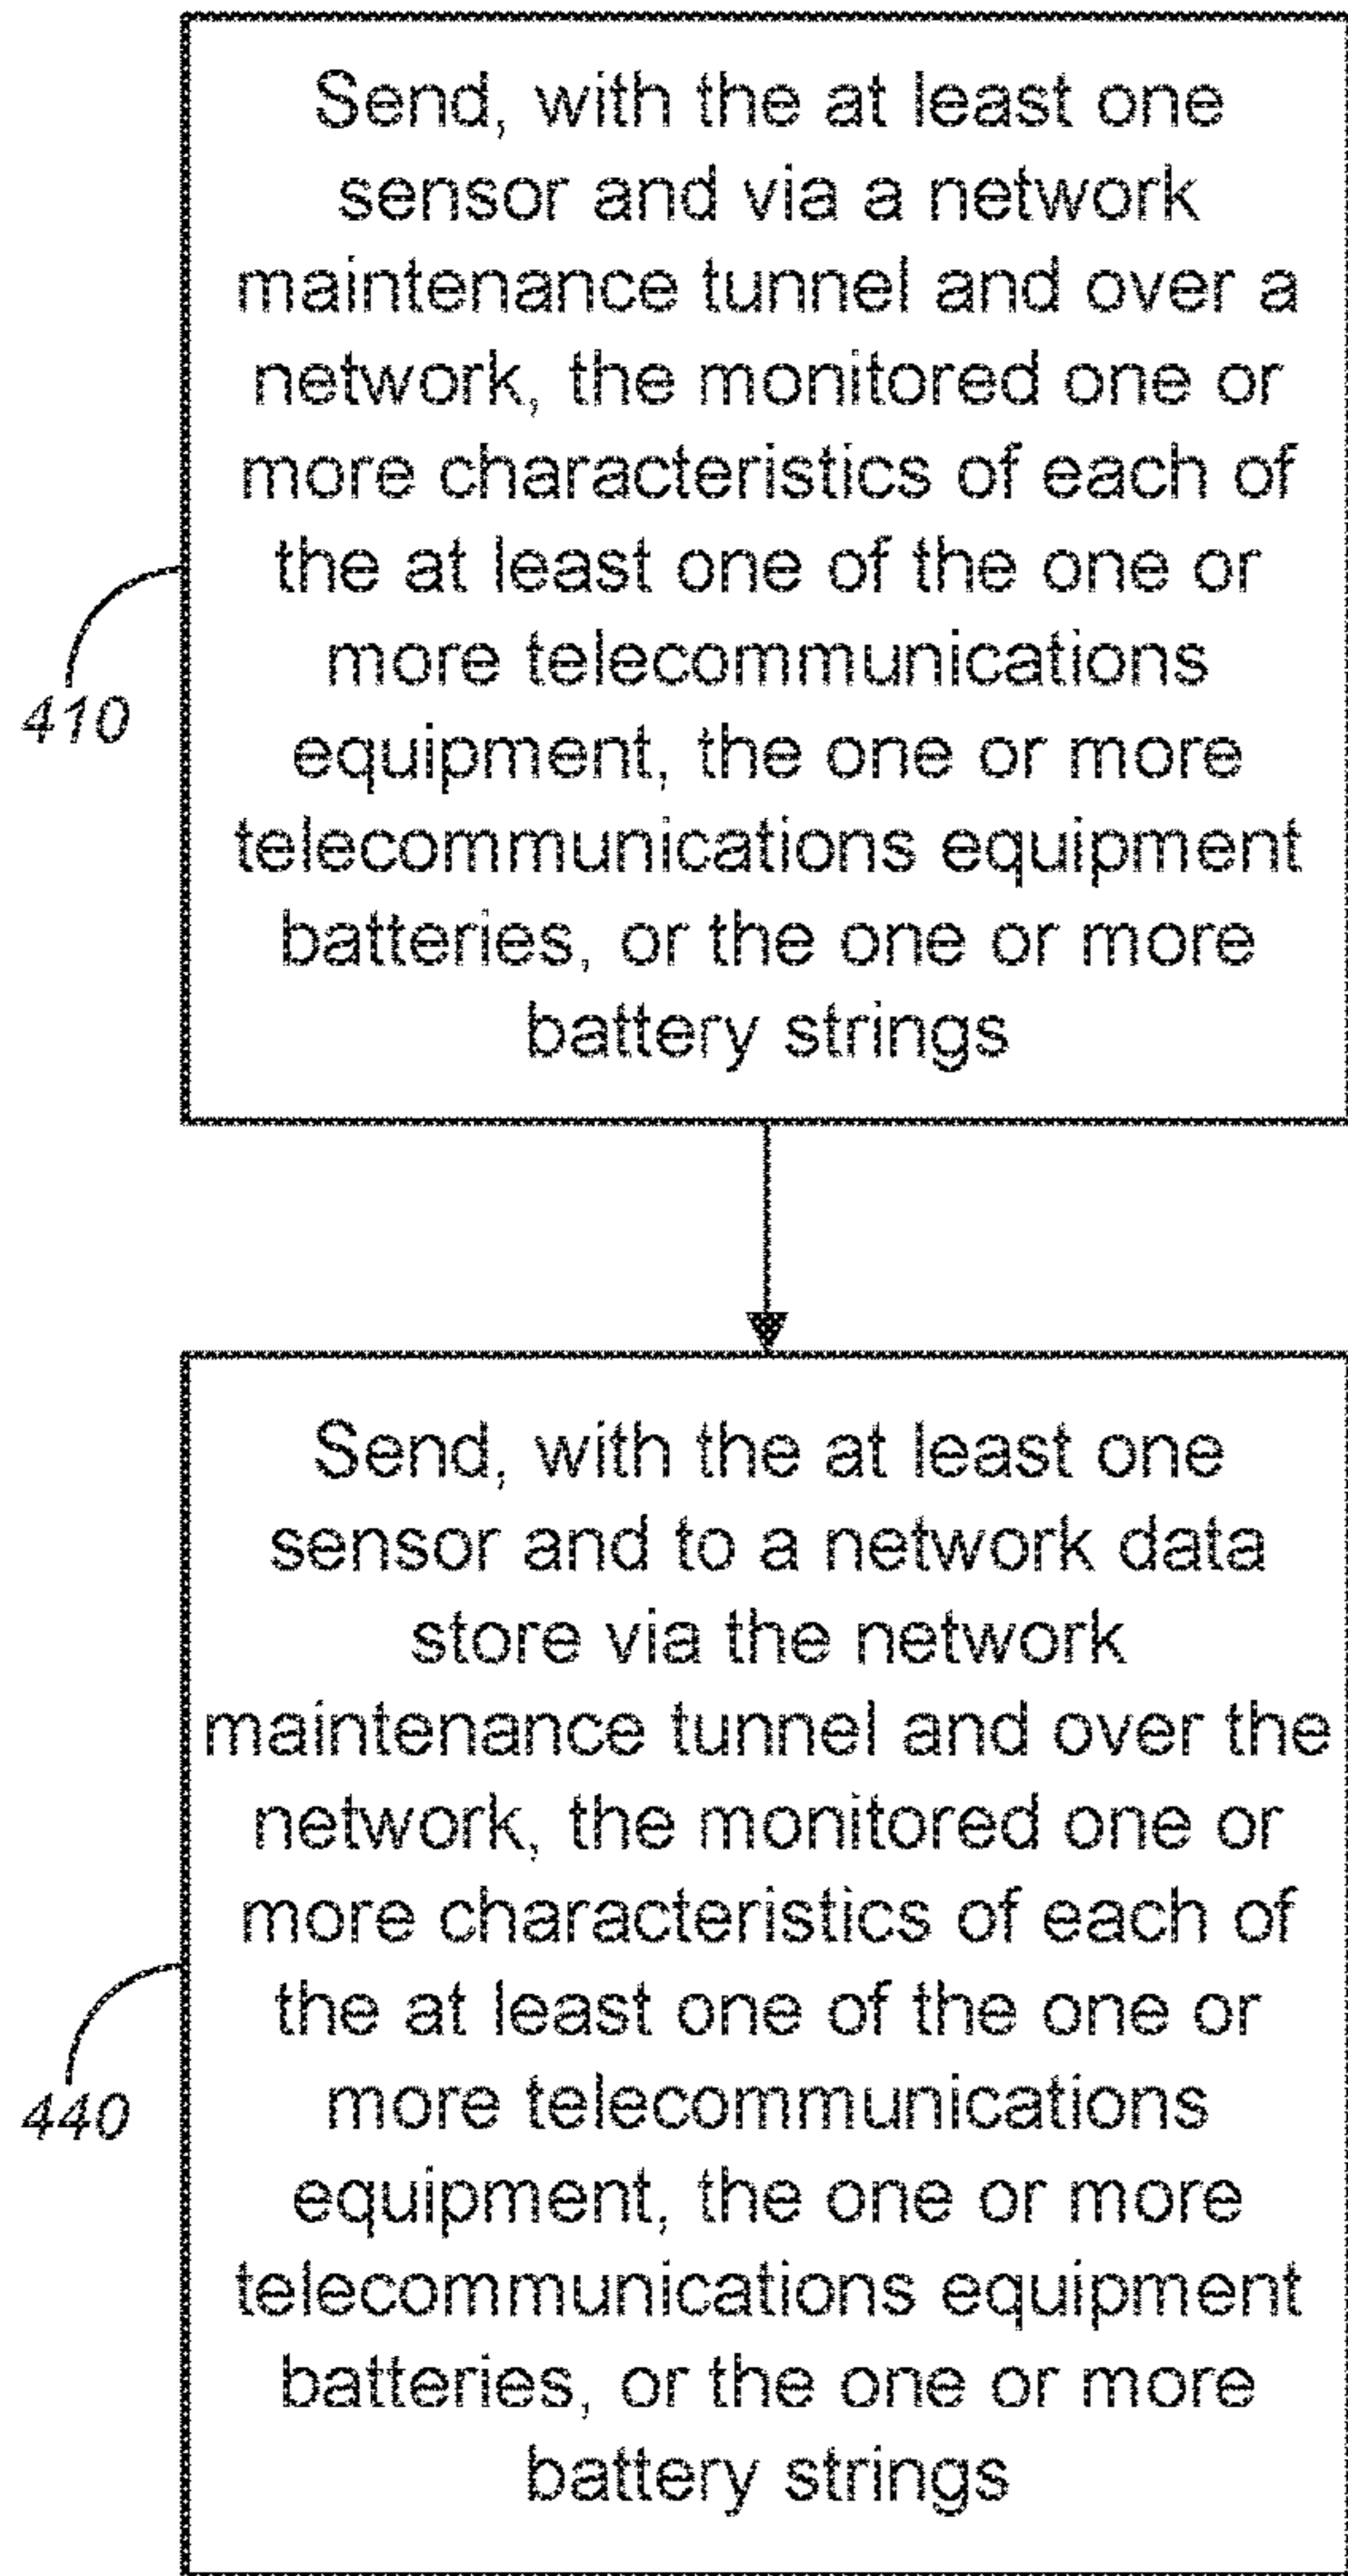 Send, with the at least one
sensor and via a network
maintenance tunnel and over a
network, the monitored one or
more characteristics of each of
the at least one of the one or
more telecommunications
equipment, the one or more
telecommunications equipment
batteries, or the one or more
battery strings
410
Send, with the at least one
sensor and to a network data
store via the network
maintenance tunnel and over the
network, the monitored one or
more characteristics of each of
the at least one of the one or
more telecommunications
equipment, the one or more
telecommunications equipment
batteries, or the one or more
battery strings
440